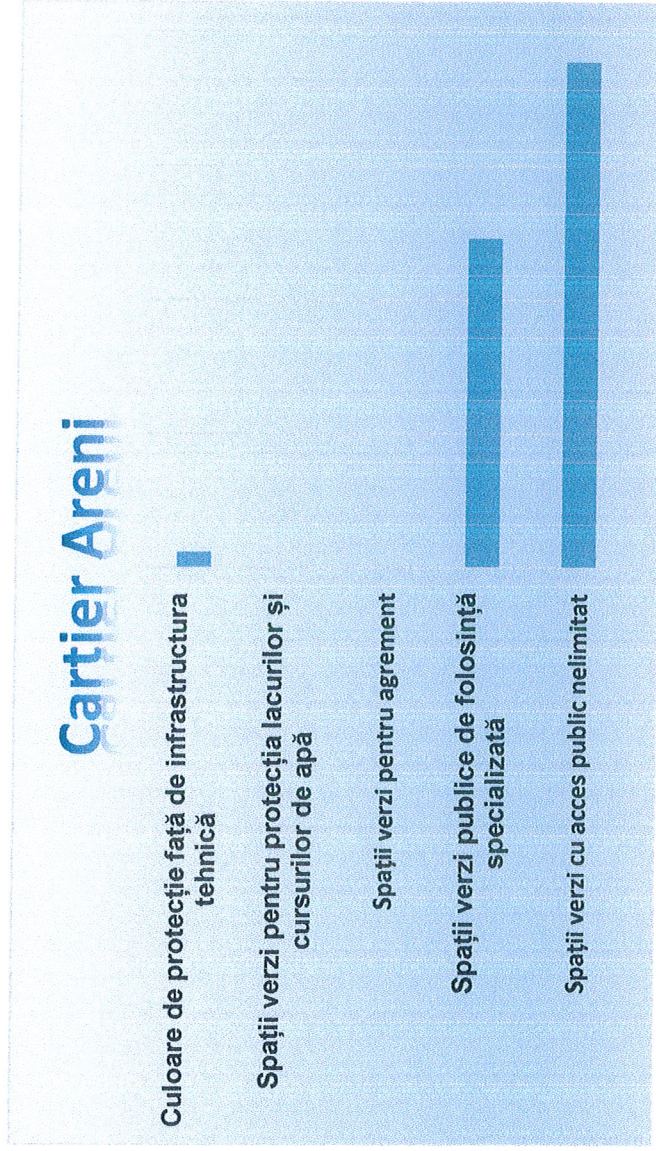 Cartier Areni
Culoare de protecție față de infrastructura
tehnică
Spații verzi pentru protecția lacurilor și
cursurilor de apă
Spații verzi pentru agrement
Spații verzi publice de folosință
specializată
Spații verzi cu acces public nelimitat